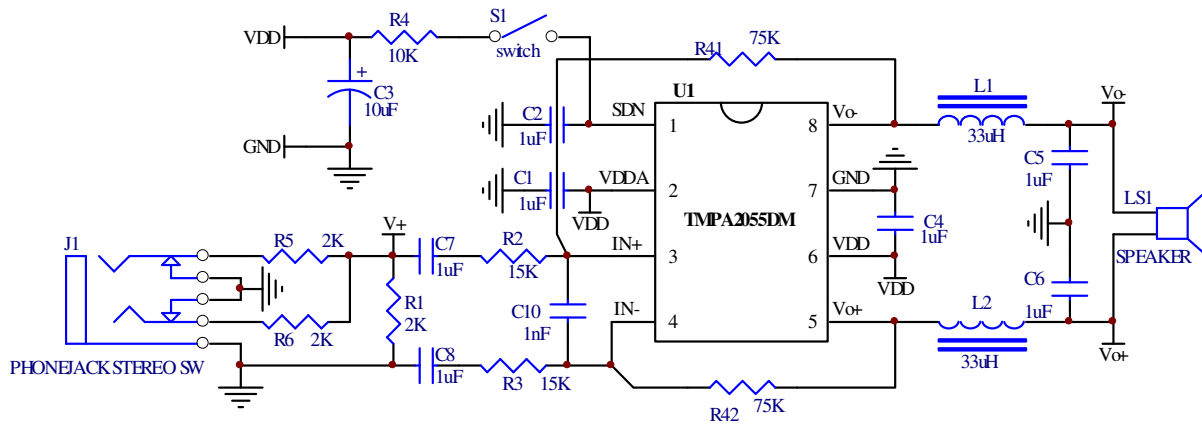 VDD
R4
10K
S1
switch
C3
10uF
GND
R41
75K
U1
C2
1uF
SDN
1
C1
1uF
VDDA
2
VDD
IN+
3
IN-
4
TMPA2055DM
8
Vo-
7
GND
6
VDD
5
Vo+
C4
1uF
VDD
L1
33uH
Vo-
C5
1uF
LS1
SPEAKER
C6
1uF
L2
33uH
Vo+
J1
R5
2K
V+
C7
1uF
R2
15K
R1
2K
C10
1nF
R6
2K
C8
1uF
R3
15K
R42
75K
PHONEJACK STEREO SW